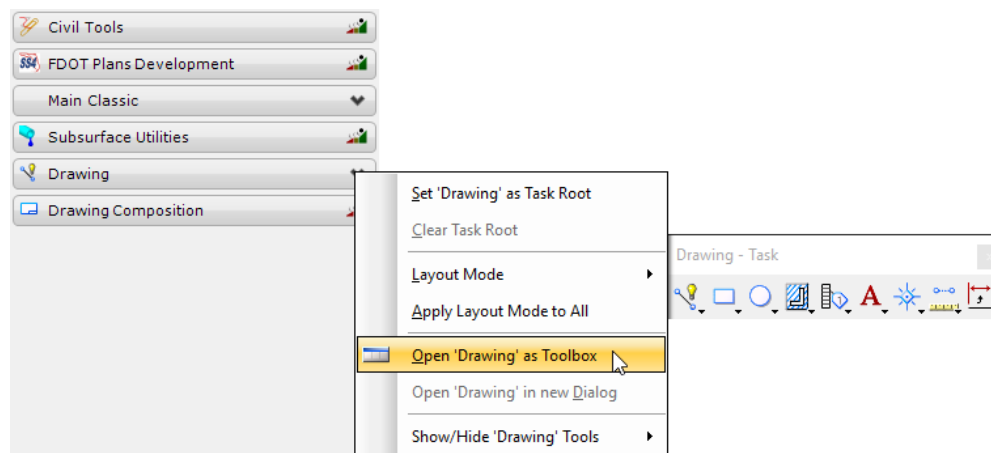 Civil Tools
SS4 FDOT Plans Development
Main Classic
Subsurface Utilities
Drawing
Drawing Composition
Set 'Drawing' as Task Root
Clear Task Root
Layout Mode
Apply Layout Mode to All
Open 'Drawing' as Toolbox
Open 'Drawing' in new Dialog
Show/Hide 'Drawing' Tools
Drawing - Task
A